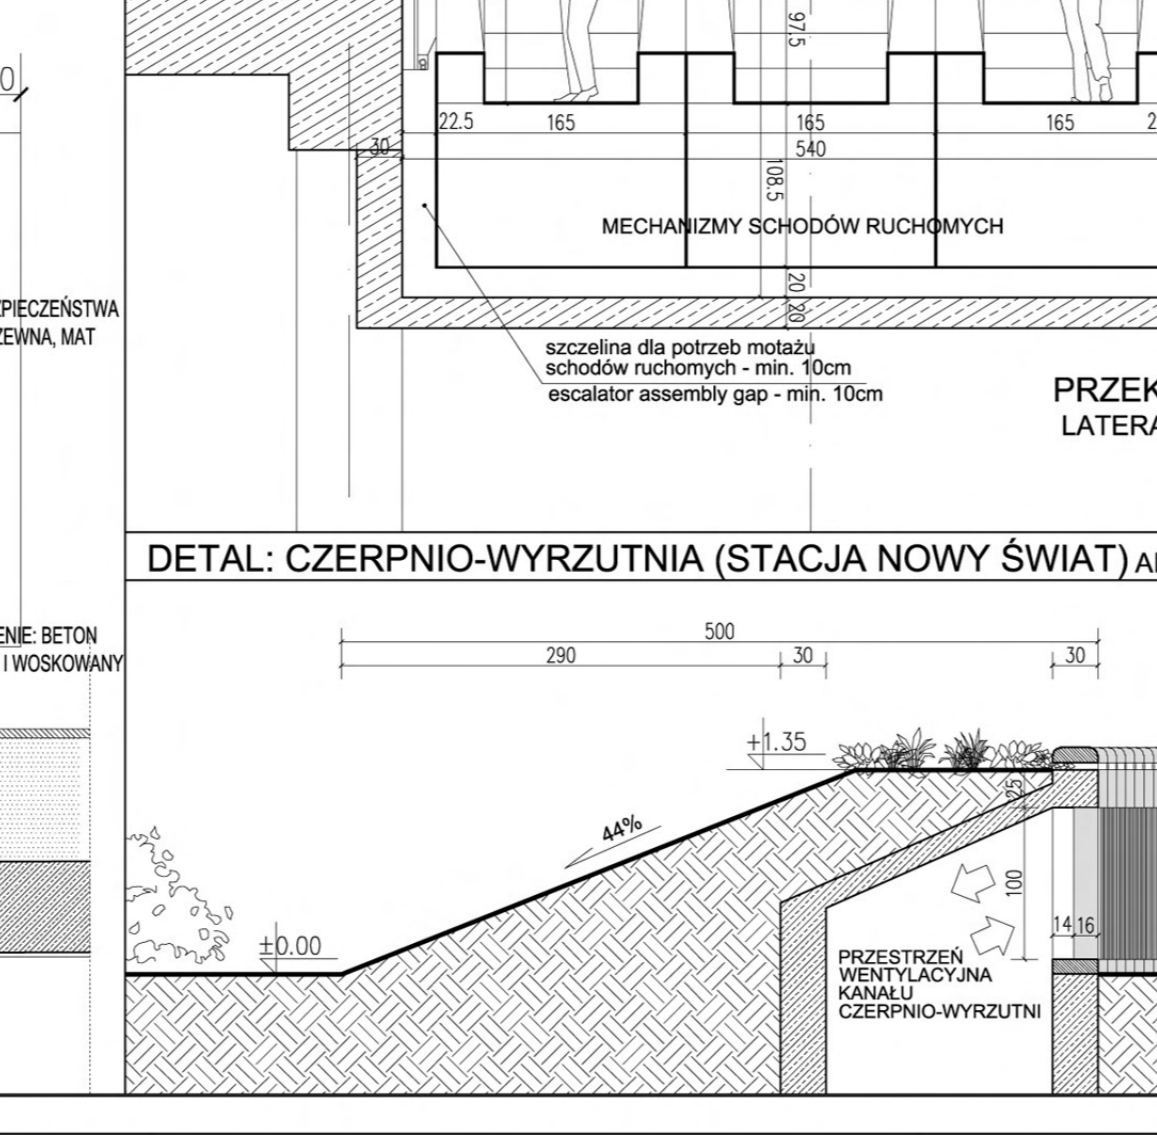 0
97.5
22.5
165
165
165
2
30
540
108.5
MECHANIZMY SCHODÓW RUCHOMYCH
20
20
PIECZEŃSTWA
ZEWNA, MAT
szczelina dla potrzeb motażu
schodów ruchomych - min. 10cm
escalator assembly gap - min. 10cm
PRZEK
LATERA
DETAL: CZERPNIO-WYRZUTNIA (STACJA NOWY ŚWIAT)
ENIE: BETON
I WOSKOWANY
500
290
30
30
+1.35
25
44%
100
±0.00
14
16
PRZESTRZEŃ
WENTYLACYJNA
KANAŁU
CZERPNIO-WYRZUTNI